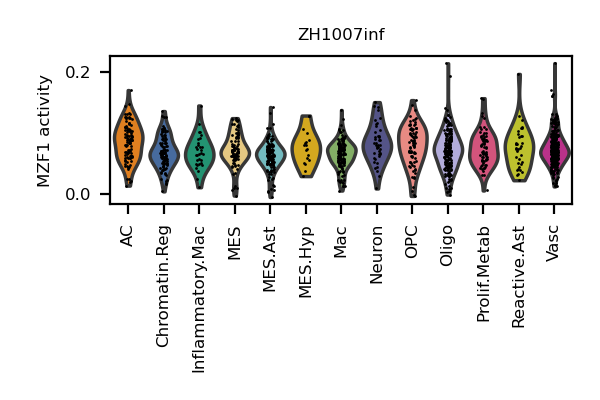 ZH1007inf
MZF1 activity
0.2
0.0
AC
Chromatin.Reg
Inflammatory.Mac
MES
MES.Ast
MES.Hyp
Mac
Neuron
OPC
Oligo
Prolif.Metab
Reactive.Ast
Vasc